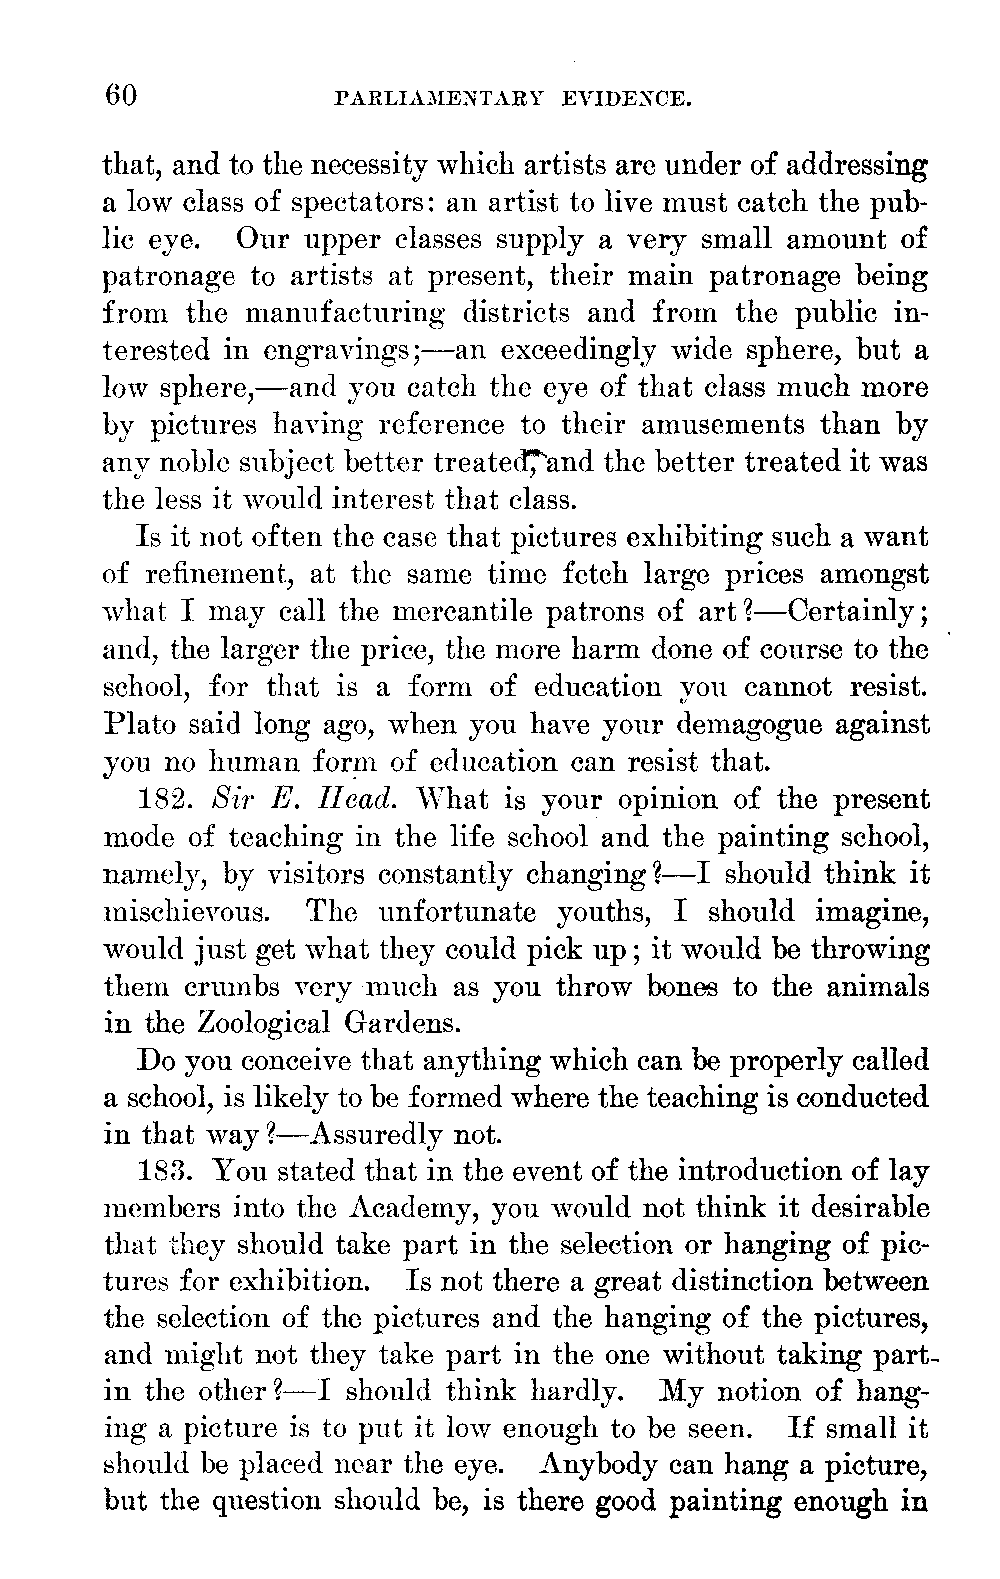 60 PARLIAMENTARY EVIDENCE.
that, and to the necessity which artists are under of addressing
a low class of spectators: an artist to live must catch the pub-
lic eye. Our upper classes supply a very small amount of
patronage to artists at present, their main patronage being
from the manufacturing districts and from the public in-
terested in engravings;—an exceedingly wide sphere, but a
low sphere,—and you catch the eye of that class much more
by pictures having reference to their amusements than by
any noble subject better treated, and the better treated it was
the less it would interest that class.
Is it not often the case that pictures exhibiting such a want
of refinement, at the same time fetch large prices amongst
what I may call the mercantile patrons of art?—Certainly;
and, the larger the price, the more harm done of course to the
school, for that is a form of education you cannot resist.
Plato said long ago, when you have your demagogue against
you no human form of education can resist that.
182. Sir E. Head. What is your opinion of the present
mode of teaching in the life school and the painting school,
namely, by visitors constantly changing?—I should think it
mischievous. The unfortunate youths, I should imagine,
would just get what they could pick up; it would be throwing
them crumbs very much as you throw bones to the animals
in the Zoological Gardens.
Do you conceive that anything which can be properly called
a school, is likely to be formed where the teaching is conducted
in that way?—Assuredly not.
183. You stated that in the event of the introduction of lay
members into the Academy, you would not think it desirable
that they should take part in the selection or hanging of pic-
tures for exhibition. Is not there a great distinction between
the selection of the pictures and the hanging of the pictures,
and might not they take part in the one without taking part
in the other?—I should think hardly. My notion of hang-
ing a picture is to put it low enough to be seen. If small it
should be placed near the eye. Anybody can hang a picture,
but the question should be, is there good painting enough in